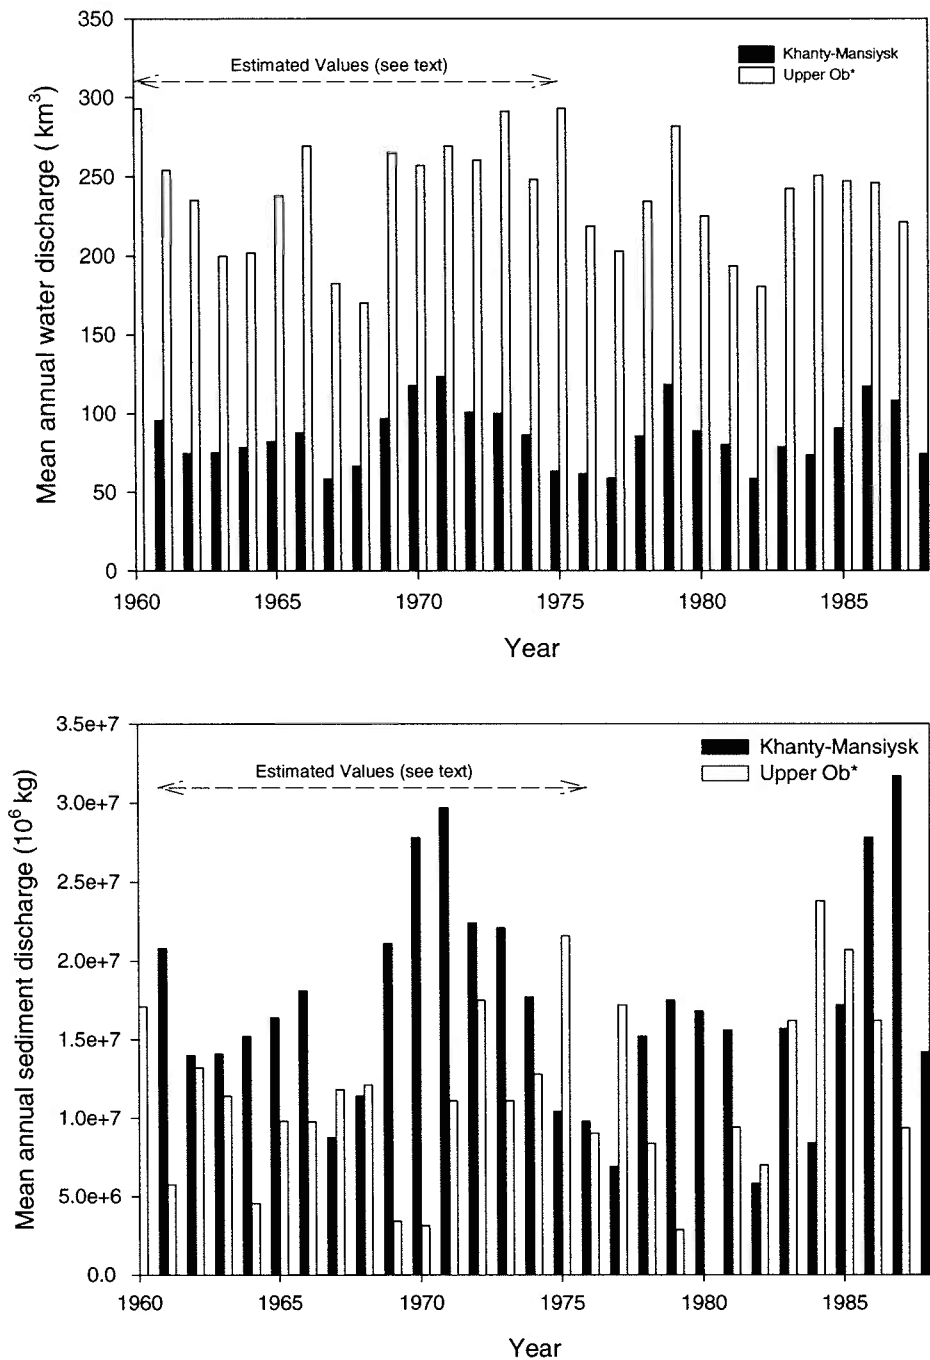 350
300
250
200
150
100
50
0
Mean annual water discharge ( km³)
Estimated Values (see text)
Khanty-Mansiysk
Upper Ob*
1960 1965 1970 1975 1980 1985
Year
3.5e+7
3.0e+7
2.5e+7
2.0e+7
1.5e+7
1.0e+7
5.0e+6
0.0
Mean annual sediment discharge (10⁶ kg)
Estimated Values (see text)
Khanty-Mansiysk
Upper Ob*
1960 1965 1970 1975 1980 1985
Year